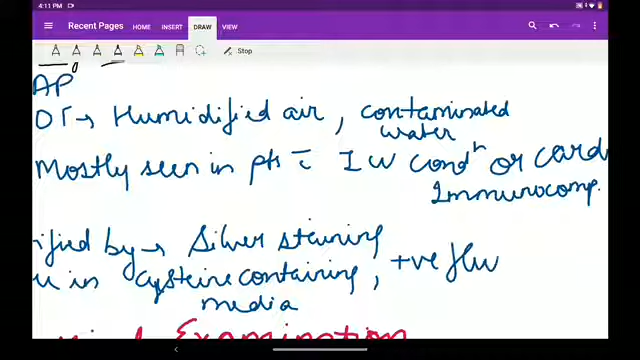 4:11 PM
Recent Pages HOME INSERT DRAW VIEW
Stop
AP
OT → Humidified air, contaminated
water
Mostly seen in pts c̄ IW condⁿ or card
Immunocomp.
ified by → Silver staining
in cysteine containing, +ve flu
media
Examination